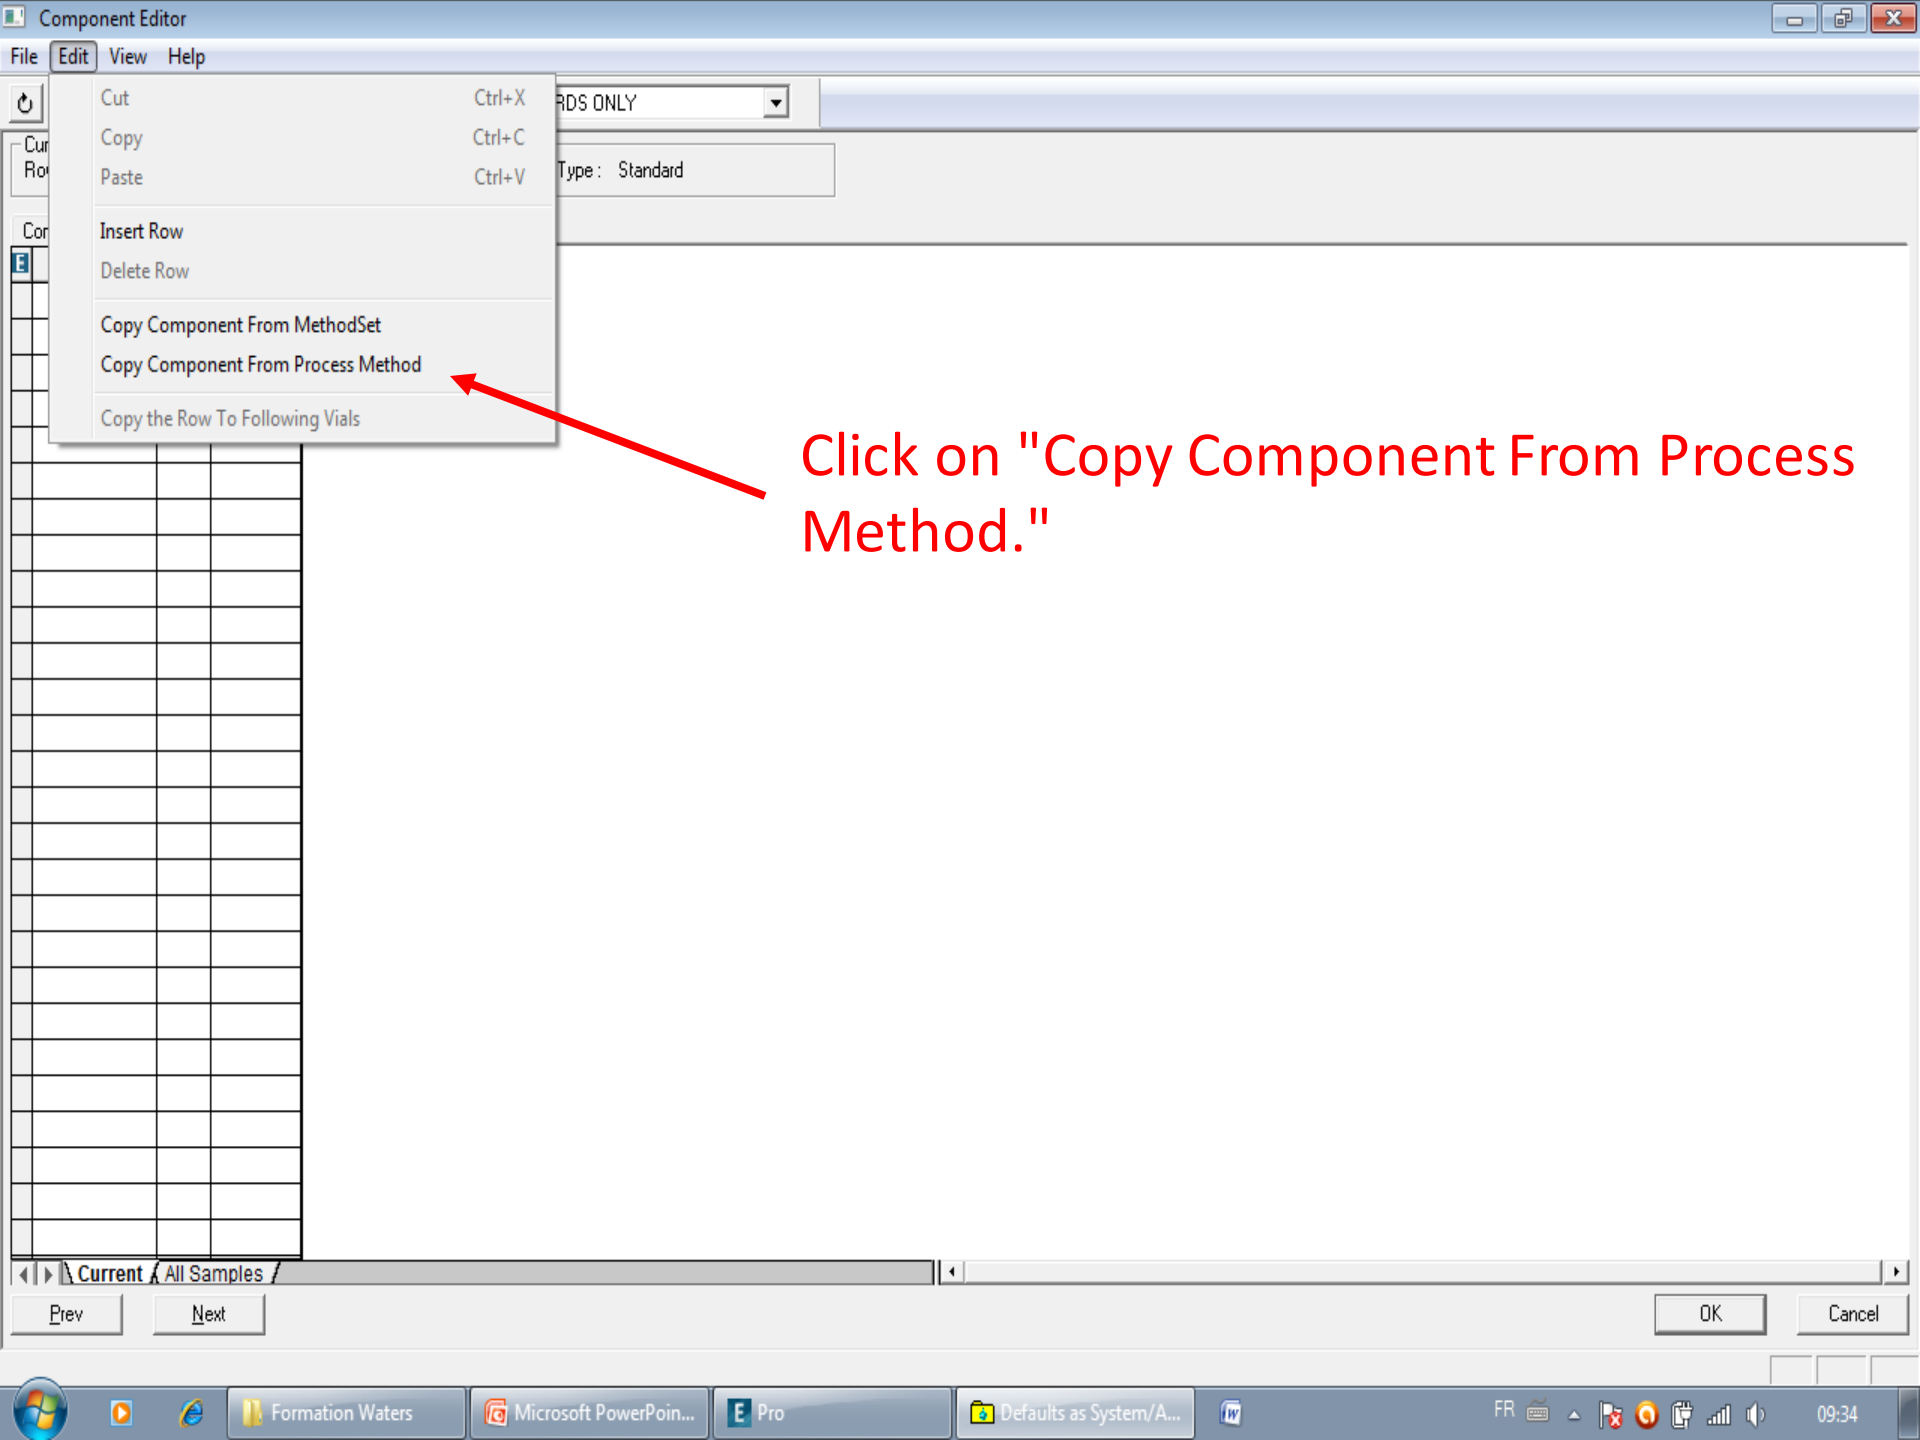 Component Editor
File Edit View Help
Cut Ctrl+X
RDS ONLY
Copy Ctrl+C
Cur
Paste Ctrl+V
Type : Standard
Insert Row
Delete Row
Copy Component From MethodSet
Copy Component From Process Method
Copy the Row To Following Vials
Click on "Copy Component From Process
Method."
Current All Samples
Prev Next OK Cancel
Formation Waters Microsoft PowerPoin... E Pro Defaults as System/A... FR 09:34